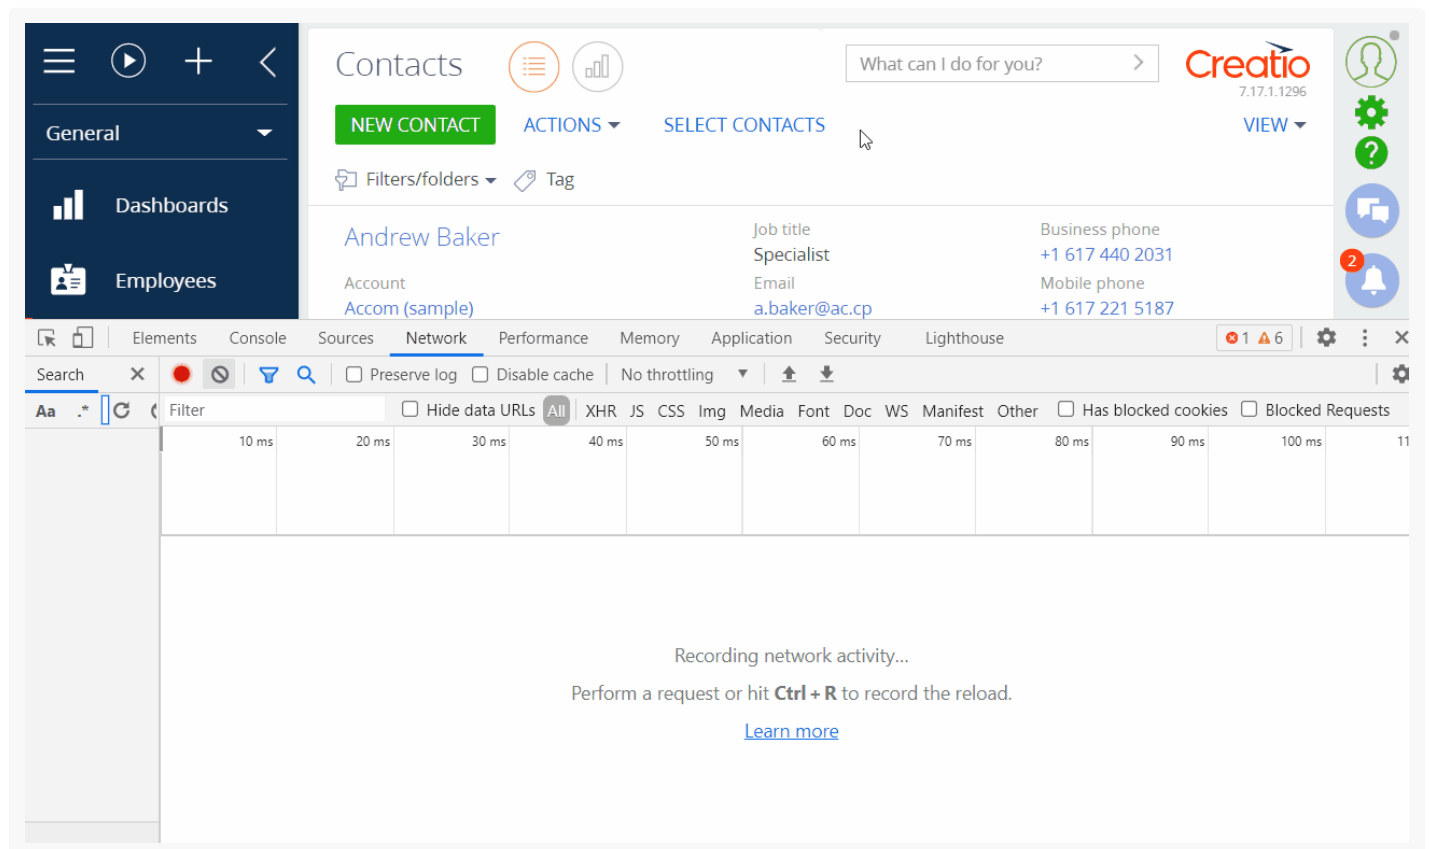 Contacts
What can I do for you?
Creatio
7.17.1.1296
General
NEW CONTACT ACTIONS SELECT CONTACTS VIEW
?
Filters/folders Tag
Dashboards
Andrew Baker
Job title
Specialist
Business phone
+1 617 440 2031
Employees
Account
Accom (sample)
Email
a.baker@ac.cp
Mobile phone
+1 617 221 5187
2
Elements Console Sources Network Performance Memory Application Security Lighthouse 1 6
Search Preserve log Disable cache No throttling
Aa .* Filter Hide data URLs All XHR JS CSS Img Media Font Doc WS Manifest Other Has blocked cookies Blocked Requests
10 ms 20 ms 30 ms 40 ms 50 ms 60 ms 70 ms 80 ms 90 ms 100 ms 11
Recording network activity...
Perform a request or hit Ctrl + R to record the reload.
Learn more